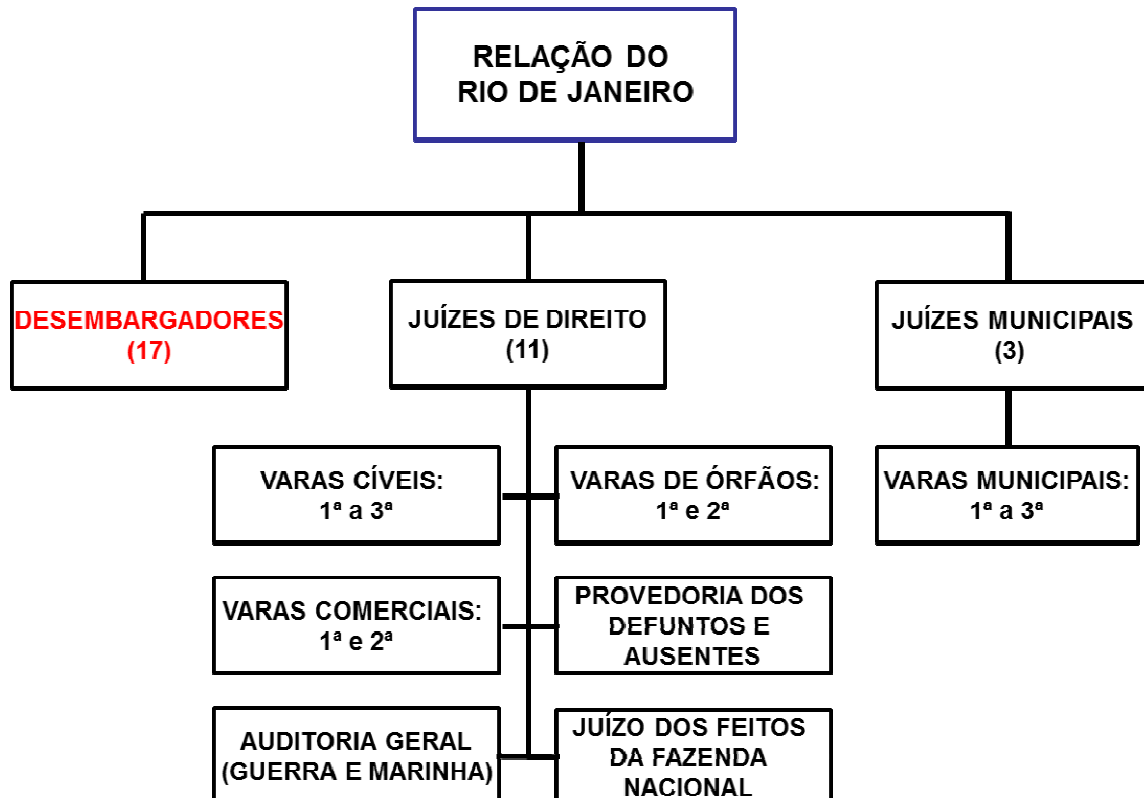 RELAÇÃO DO
RIO DE JANEIRO
DESEMBARGADORES
(17)
JUÍZES DE DIREITO
(11)
JUÍZES MUNICIPAIS
(3)
VARAS CÍVEIS:
1ª a 3ª
VARAS DE ÓRFÃOS:
1ª e 2ª
VARAS MUNICIPAIS:
1ª a 3ª
VARAS COMERCIAIS:
1ª e 2ª
PROVEDORIA DOS
DEFUNTOS E
AUSENTES
AUDITORIA GERAL
(GUERRA E MARINHA)
JUÍZO DOS FEITOS
DA FAZENDA
NACIONAL